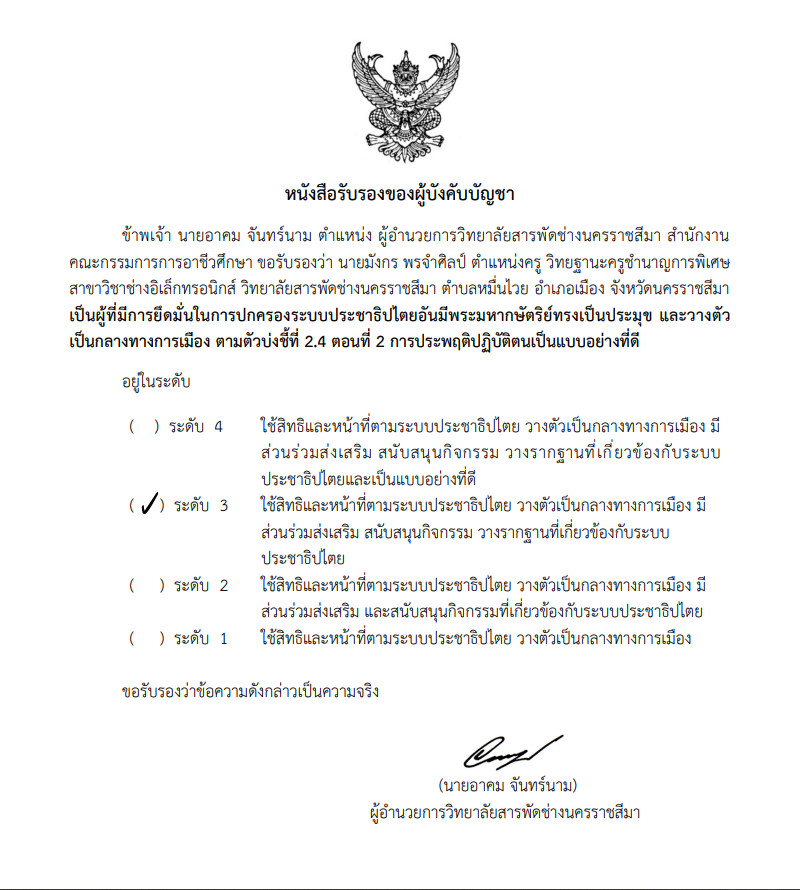 หนังสือรับรองของผู้บังคับบัญชา
ข้าพเจ้า นายอาคม จันทร์นาม ตำแหน่ง ผู้อำนวยการวิทยาลัยสารพัดช่างนครราชสีมา สำนักงาน
คณะกรรมการการอาชีวศึกษา ขอรับรองว่า นายมังกร พรจำศิลป์ ตำแหน่งครู วิทยฐานะครูชำนาญการพิเศษ
สาขาวิชาช่างอิเล็กทรอนิกส์ วิทยาลัยสารพัดช่างนครราชสีมา ตำบลหมื่นไวย อำเภอเมือง จังหวัดนครราชสีมา
เป็นผู้ที่มีการยึดมั่นในการปกครองระบบประชาธิปไตยอันมีพระมหากษัตริย์ทรงเป็นประมุข และวางตัว
เป็นกลางทางการเมือง ตามตัวบ่งชี้ที่ 2.4 ตอนที่ 2 การประพฤติปฏิบัติตนเป็นแบบอย่างที่ดี
อยู่ในระดับ
( ) ระดับ 4 ใช้สิทธิและหน้าที่ตามระบบประชาธิปไตย วางตัวเป็นกลางทางการเมือง มี
ส่วนร่วมส่งเสริม สนับสนุนกิจกรรม วางรากฐานที่เกี่ยวข้องกับระบบ
ประชาธิปไตยและเป็นแบบอย่างที่ดี
( ✓ ) ระดับ 3 ใช้สิทธิและหน้าที่ตามระบบประชาธิปไตย วางตัวเป็นกลางทางการเมือง มี
ส่วนร่วมส่งเสริม สนับสนุนกิจกรรม วางรากฐานที่เกี่ยวข้องกับระบบ
ประชาธิปไตย
( ) ระดับ 2 ใช้สิทธิและหน้าที่ตามระบบประชาธิปไตย วางตัวเป็นกลางทางการเมือง มี
ส่วนร่วมส่งเสริม และสนับสนุนกิจกรรมที่เกี่ยวข้องกับระบบประชาธิปไตย
( ) ระดับ 1 ใช้สิทธิและหน้าที่ตามระบบประชาธิปไตย วางตัวเป็นกลางทางการเมือง
ขอรับรองว่าข้อความดังกล่าวเป็นความจริง
(นายอาคม จันทร์นาม)
ผู้อำนวยการวิทยาลัยสารพัดช่างนครราชสีมา